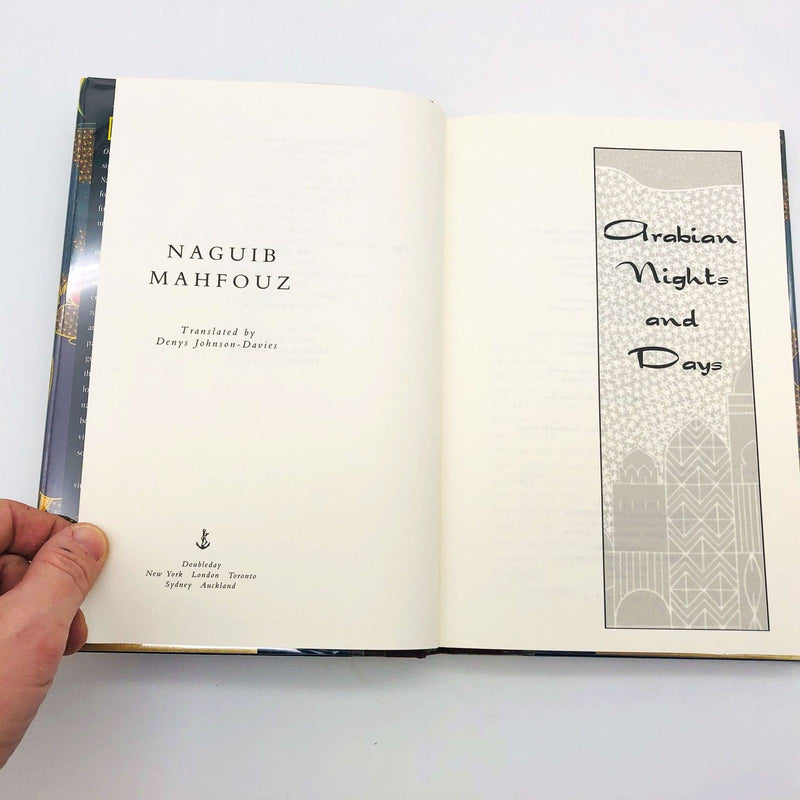 NAGUIB
MAHFOUZ
Translated by
Denys Johnson-Davies
Doubleday
New York London Toronto
Sydney Auckland
Arabian
Nights
and
Days